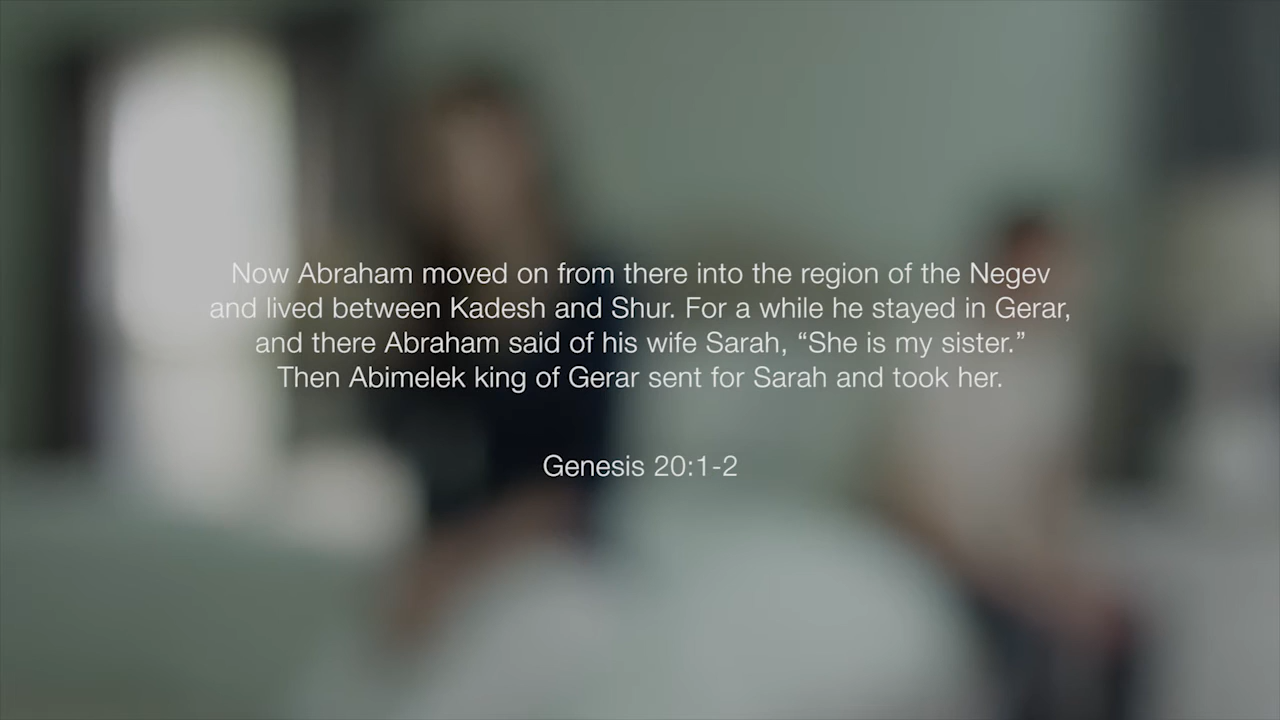 Now Abraham moved on from there into the region of the Negev
and lived between Kadesh and Shur. For a while he stayed in Gerar,
and there Abraham said of his wife Sarah, “She is my sister.”
Then Abimelek king of Gerar sent for Sarah and took her.
Genesis 20:1-2